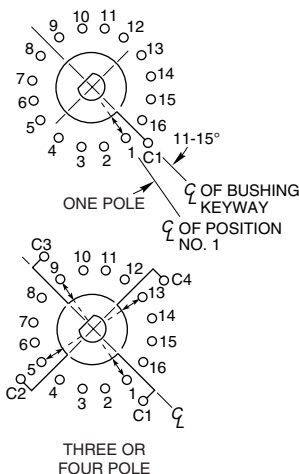 10 11
9 12
8 13
7 14
6 15
5 16
4 3 2 1 C1
11-15°
ONE POLE
C̲L OF BUSHING
KEYWAY
C̲L OF POSITION
NO. 1
C3
10 11
9 12 C4
8 13
7 14
6 15
5 16
C2 4 3 2 1 C1 CL
THREE OR
FOUR POLE